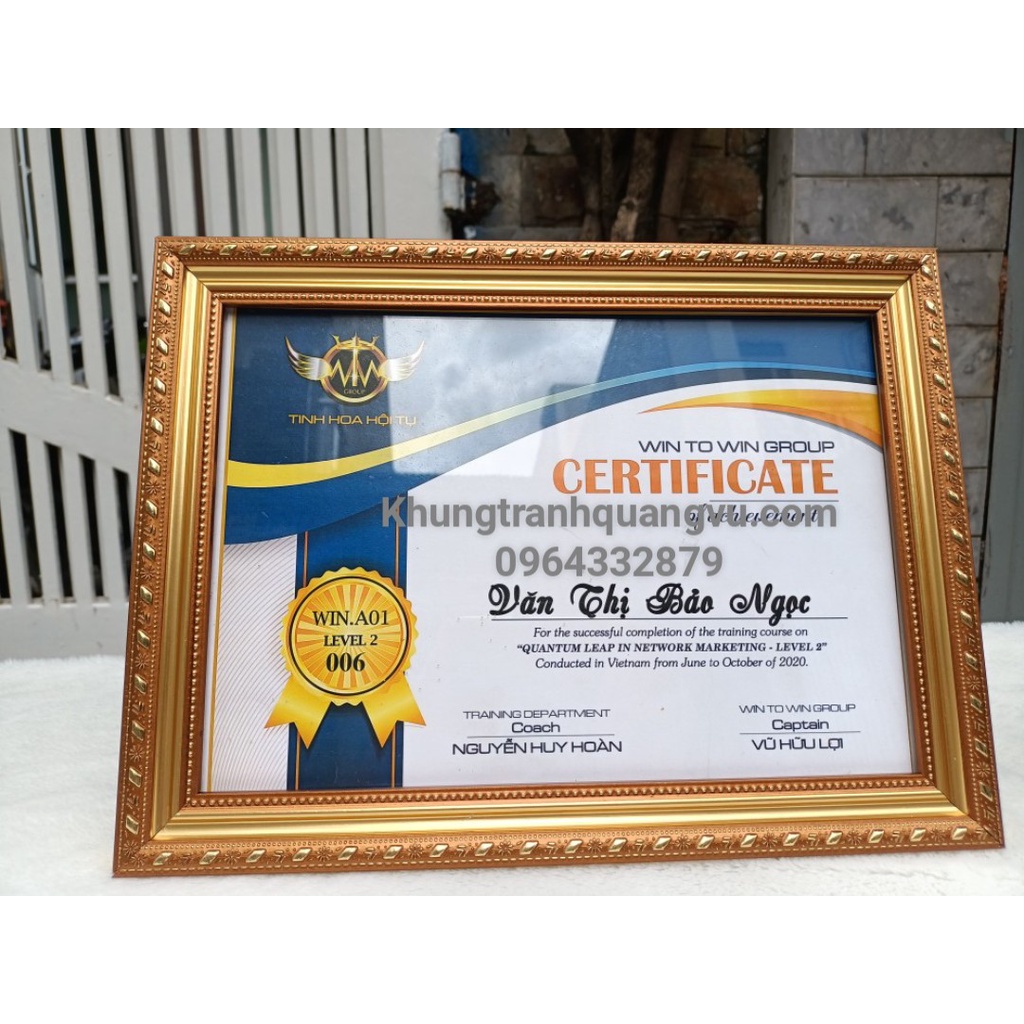 GROUP
TINH HOA HỘI TỤ
WIN TO WIN GROUP
CERTIFICATE
of achievement
Khungtranhquangvu.com
0964332879
Văn Thị Bảo Ngọc
For the successful completion of the training course on
"QUANTUM LEAP IN NETWORK MARKETING - LEVEL 2"
Conducted in Vietnam from June to October of 2020.
WIN.A01
LEVEL 2
006
TRAINING DEPARTMENT
Coach
NGUYỄN HUY HOÀN
WIN TO WIN GROUP
Captain
VŨ HỮU LỢI